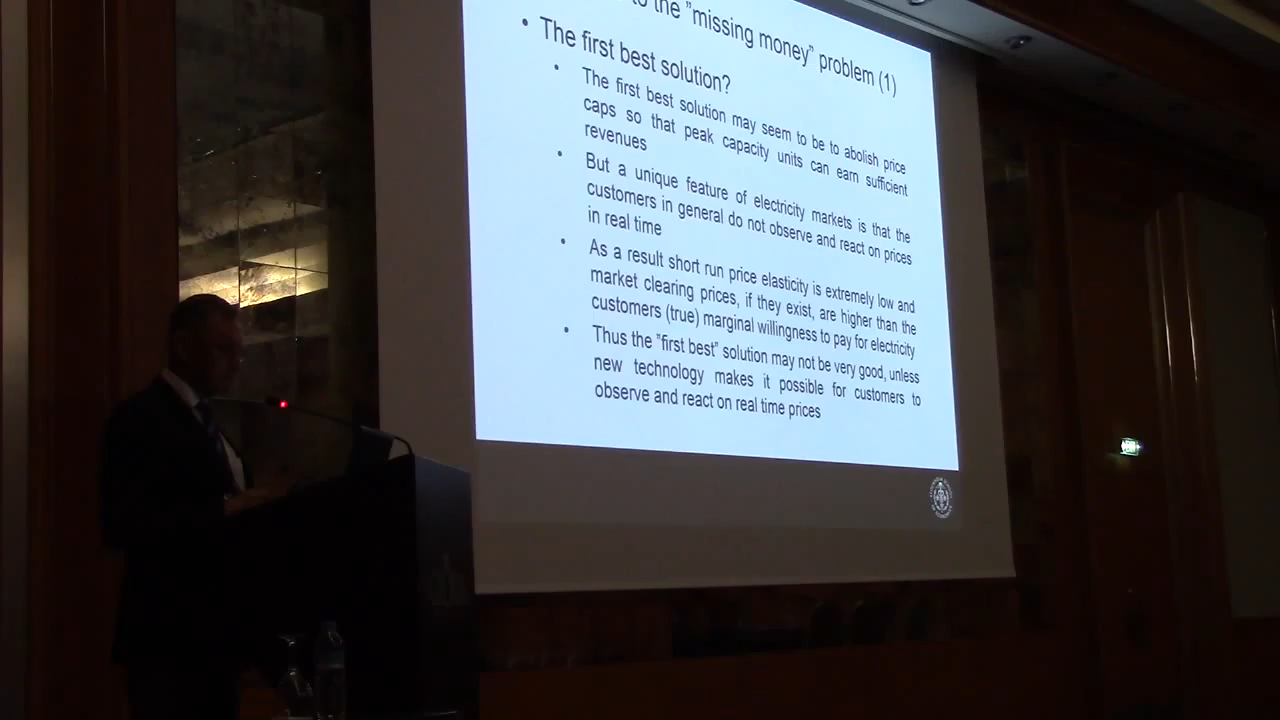 to the "missing money" problem (1)
• The first best solution?
• The first best solution may seem to be to abolish price
caps so that peak capacity units can earn sufficient
revenues
• But a unique feature of electricity markets is that the
customers in general do not observe and react on prices
in real time
• As a result short run price elasticity is extremely low and
market clearing prices, if they exist, are higher than the
customers (true) marginal willingness to pay for electricity
• Thus the "first best" solution may not be very good, unless
new technology makes it possible for customers to
observe and react on real time prices